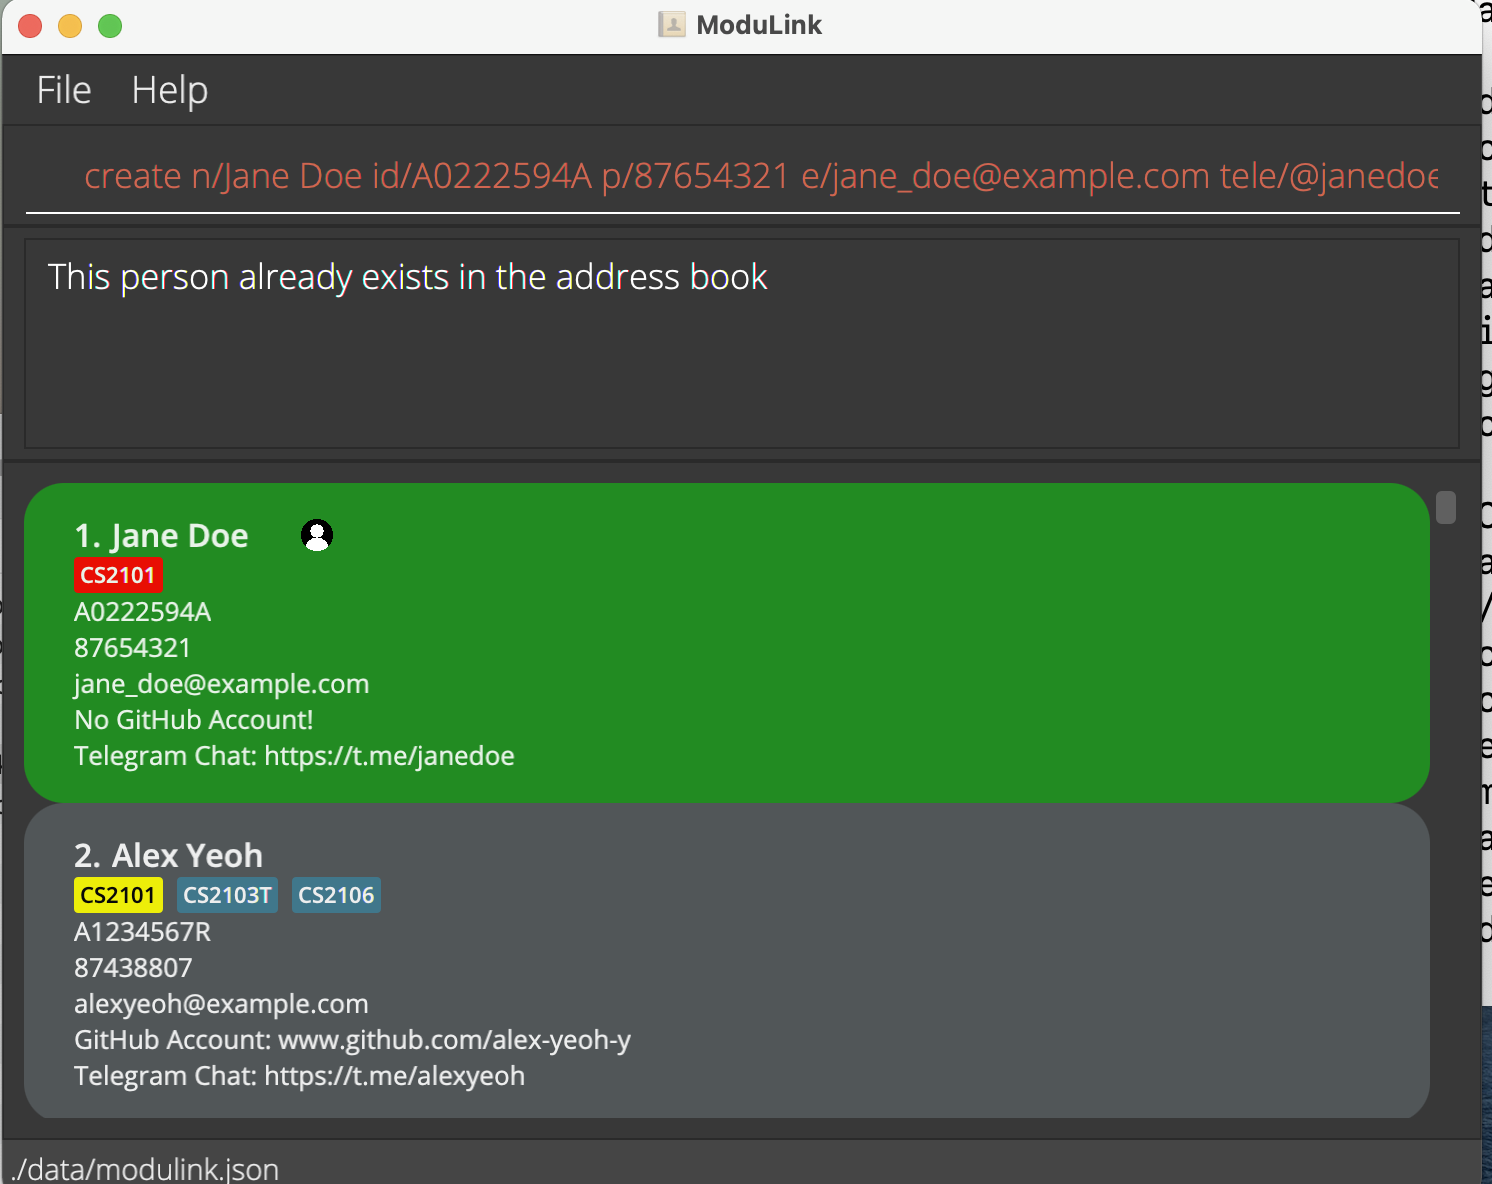 ModuLink
File Help
create n/Jane Doe id/A0222594A p/87654321 e/jane_doe@example.com tele/@janedoe
This person already exists in the address book
1. Jane Doe
CS2101
A0222594A
87654321
jane_doe@example.com
No GitHub Account!
Telegram Chat: https://t.me/janedoe
2. Alex Yeoh
CS2101 CS2103T CS2106
A1234567R
87438807
alexyeoh@example.com
GitHub Account: www.github.com/alex-yeoh-y
Telegram Chat: https://t.me/alexyeoh
./data/modulink.json